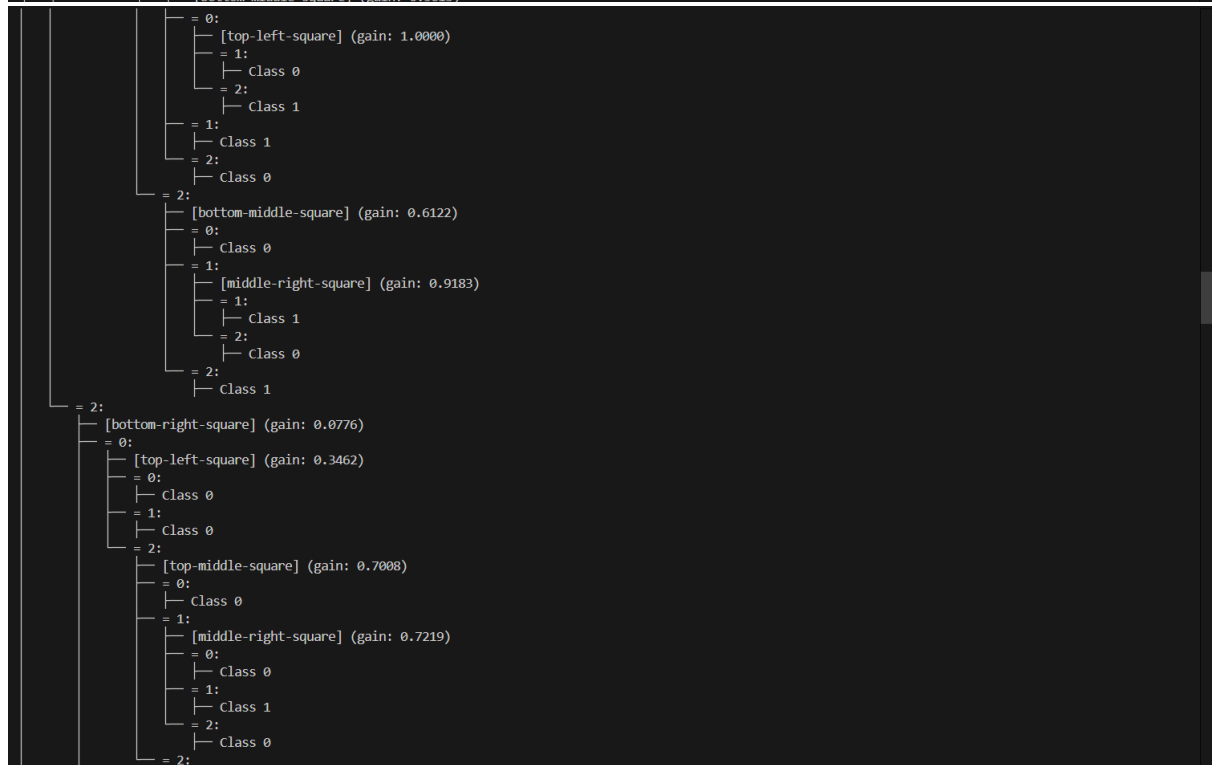 │   │           │   ├── = 0:
│   │           │   │   ├── [top-left-square] (gain: 1.0000)
│   │           │   │   ├── = 1:
│   │           │   │   │   ├── Class 0
│   │           │   │   └── = 2:
│   │           │   │       ├── Class 1
│   │           │   ├── = 1:
│   │           │   │   ├── Class 1
│   │           │   └── = 2:
│   │           │       ├── Class 0
│   │           └── = 2:
│   │               ├── [bottom-middle-square] (gain: 0.6122)
│   │               ├── = 0:
│   │               │   ├── Class 0
│   │               ├── = 1:
│   │               │   ├── [middle-right-square] (gain: 0.9183)
│   │               │   ├── = 1:
│   │               │   │   ├── Class 1
│   │               │   └── = 2:
│   │               │       ├── Class 0
│   │               └── = 2:
│   │                   ├── Class 1
│   └── = 2:
│       ├── [bottom-right-square] (gain: 0.0776)
│       ├── = 0:
│       │   ├── [top-left-square] (gain: 0.3462)
│       │   ├── = 0:
│       │   │   ├── Class 0
│       │   ├── = 1:
│       │   │   ├── Class 0
│       │   └── = 2:
│       │       ├── [top-middle-square] (gain: 0.7008)
│       │       ├── = 0:
│       │       │   ├── Class 0
│       │       ├── = 1:
│       │       │   ├── [middle-right-square] (gain: 0.7219)
│       │       │   ├── = 0:
│       │       │   │   ├── Class 0
│       │       │   ├── = 1:
│       │       │   │   ├── Class 1
│       │       │   └── = 2:
│       │       │       ├── Class 0
│       │       └── = 2: